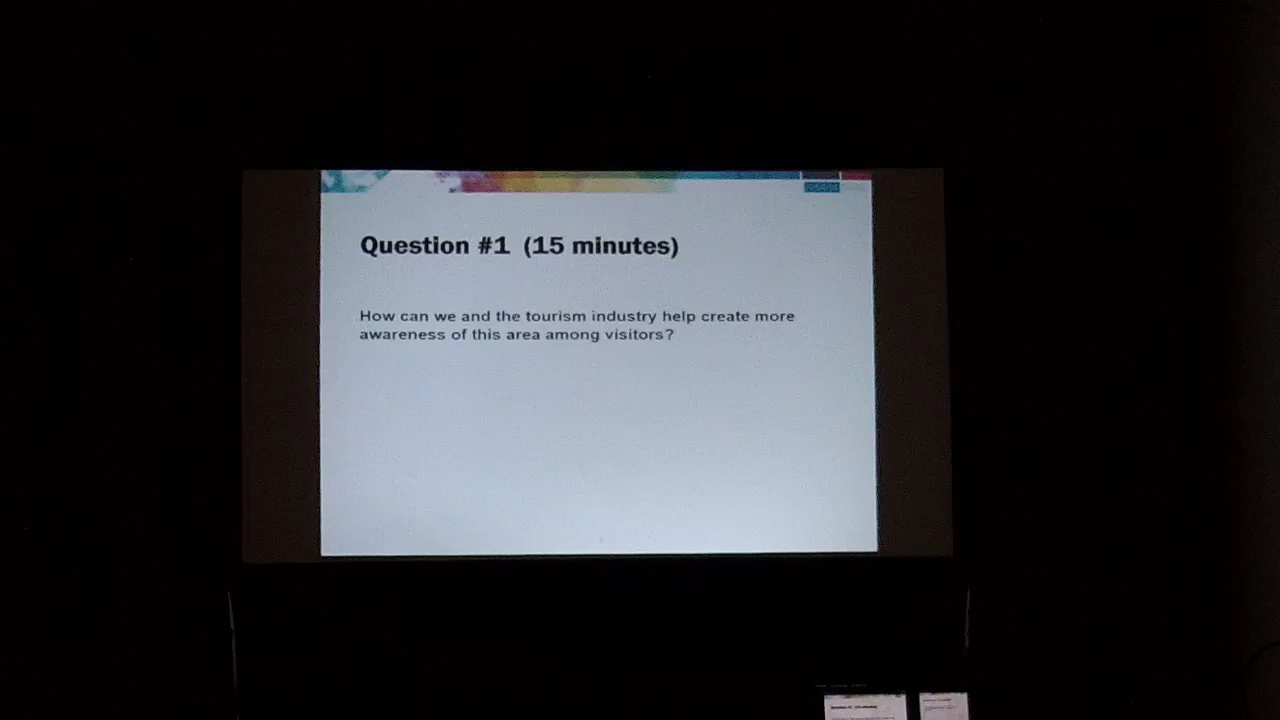 Question #1 (15 minutes)
How can we and the tourism industry help create more
awareness of this area among visitors?